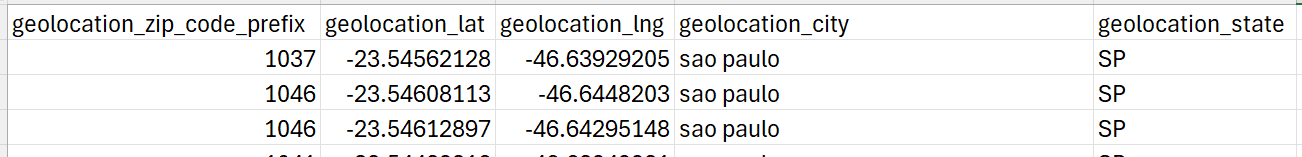 geolocation_zip_code_prefix geolocation_lat geolocation_lng geolocation_city geolocation_state
1037 -23.54562128 -46.63929205 sao paulo SP
1046 -23.54608113 -46.6448203 sao paulo SP
1046 -23.54612897 -46.64295148 sao paulo SP